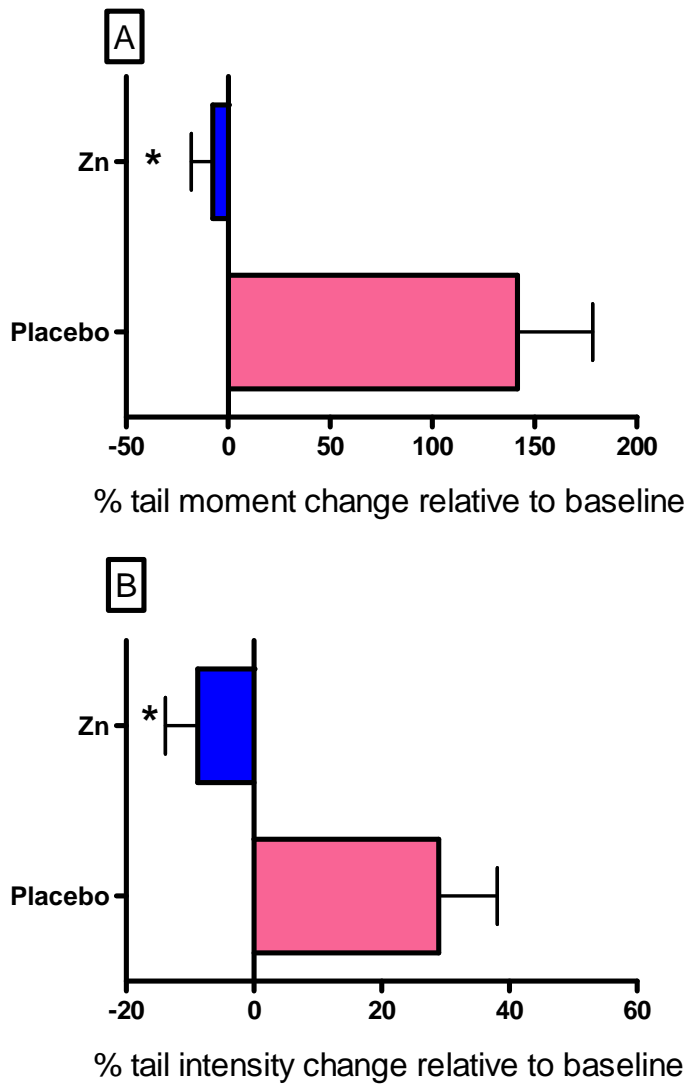 A
Zn
*
Placebo
-50 0 50 100 150 200
% tail moment change relative to baseline
B
Zn
*
Placebo
-20 0 20 40 60
% tail intensity change relative to baseline